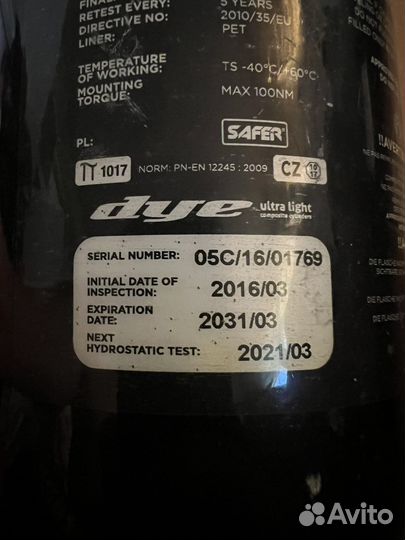 RETEST EVERY: 5 YEARS
DIRECTIVE NO: 2010/35/EU
LINER: PET
TEMPERATURE OF WORKING: TS -40°C/+60°C
MOUNTING TORQUE: MAX 100NM
PL: SAFER
π 1017 NORM: PN-EN 12245 : 2009 CZ
dye ultra light
composite cylinders
SERIAL NUMBER: 05C/16/01769
INITIAL DATE OF INSPECTION: 2016/03
EXPIRATION DATE: 2031/03
NEXT HYDROSTATIC TEST: 2021/03
Avito